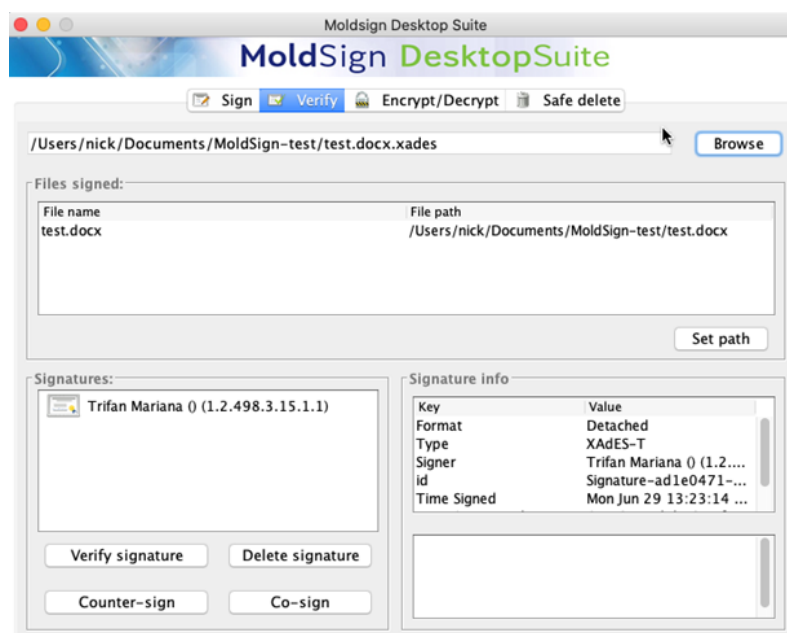 Moldsign Desktop Suite
MoldSign DesktopSuite
Sign Verify Encrypt/Decrypt Safe delete
/Users/nick/Documents/MoldSign-test/test.docx.xades Browse
Files signed:
File name File path
test.docx /Users/nick/Documents/MoldSign-test/test.docx
Set path
Signatures:
Trifan Mariana () (1.2.498.3.15.1.1)
Verify signature Delete signature
Counter-sign Co-sign
Signature info
Key Value
Format Detached
Type XAdES-T
Signer Trifan Mariana () (1.2....
id Signature-ad1e0471-...
Time Signed Mon Jun 29 13:23:14 ...